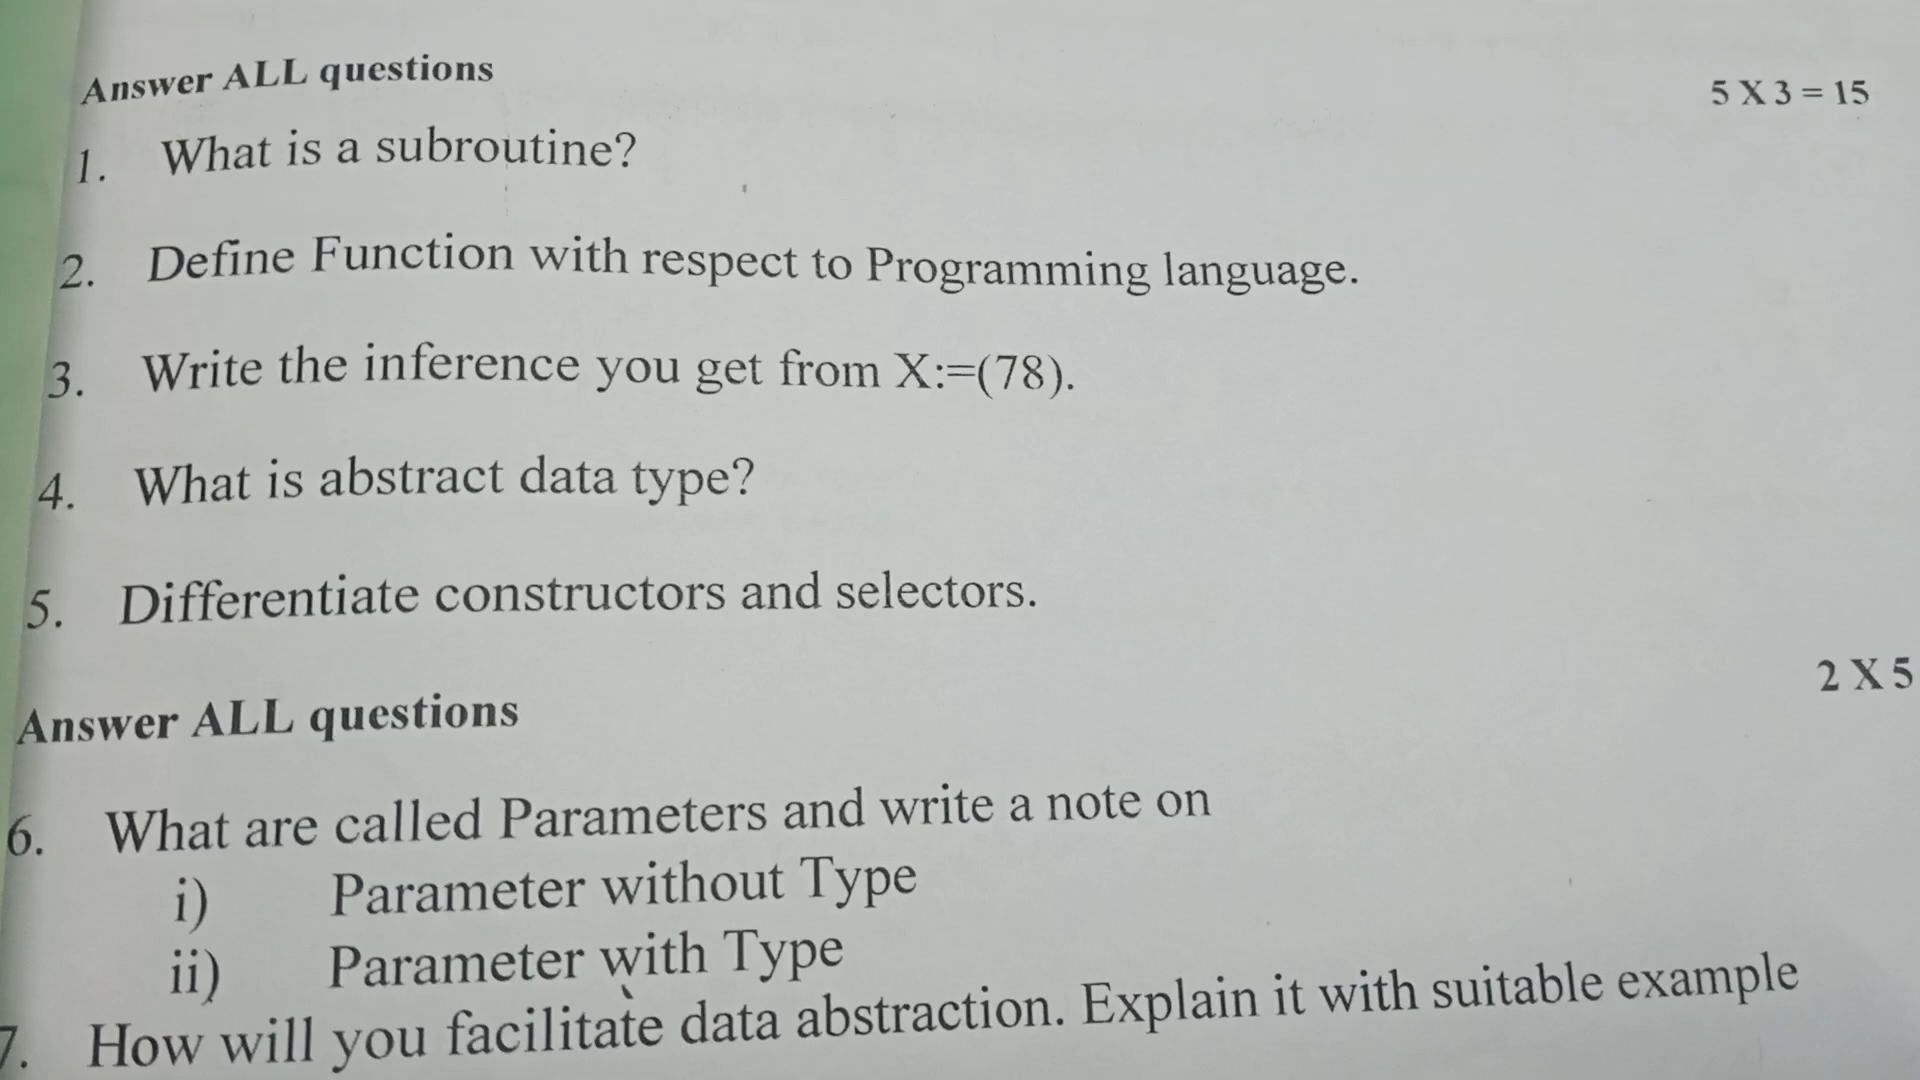 Answer ALL questions
5 X 3 = 15
1. What is a subroutine?
2. Define Function with respect to Programming language.
3. Write the inference you get from X:=(78).
4. What is abstract data type?
5. Differentiate constructors and selectors.
2 X 5
Answer ALL questions
6. What are called Parameters and write a note on
i) Parameter without Type
ii) Parameter with Type
7. How will you facilitate data abstraction. Explain it with suitable example